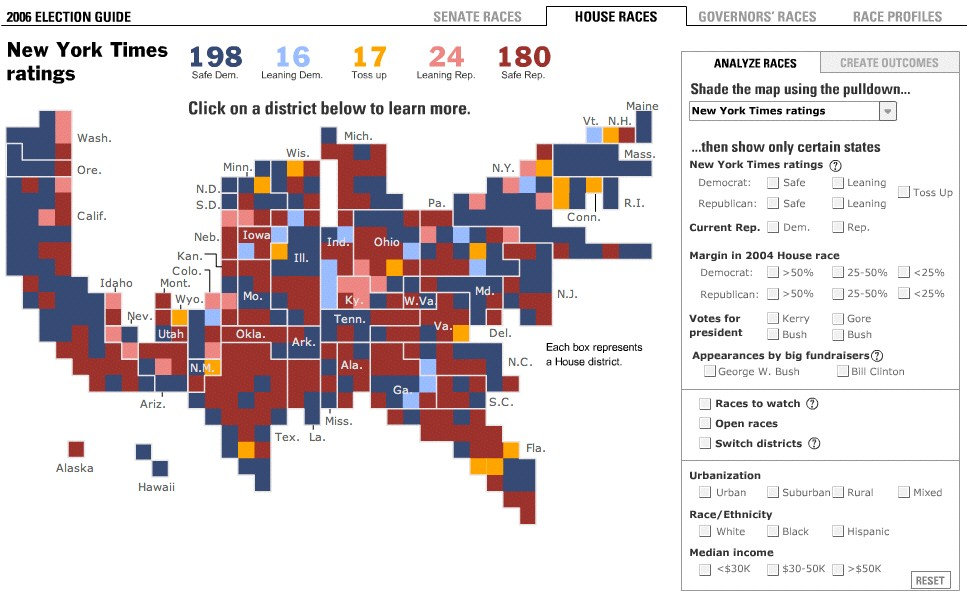 2006 ELECTION GUIDE
SENATE RACES
HOUSE RACES
GOVERNORS' RACES
RACE PROFILES
New York Times
ratings
198
Safe Dem.
16
Leaning Dem.
17
Toss up
24
Leaning Rep.
180
Safe Rep.
Click on a district below to learn more.
Maine
Vt.
N.H.
Wash.
Mich.
Mass.
Ore.
Wis.
Minn.
N.Y.
N.D.
S.D.
Pa.
R.I.
Calif.
Conn.
Neb.
Iowa
Ind.
Ohio
Kan.
Ill.
Colo.
Idaho
Mont.
Wyo.
Mo.
Ky.
W.Va.
Md.
N.J.
Nev.
Utah
Okla.
Ark.
Tenn.
Va.
Del.
Each box represents
a House district.
N.M.
Ala.
Ga.
N.C.
S.C.
Ariz.
Tex.
La.
Miss.
Fla.
Alaska
Hawaii
ANALYZE RACES
CREATE OUTCOMES
Shade the map using the pulldown...
New York Times ratings
...then show only certain states
New York Times ratings ?
Democrat: Safe Leaning
Toss Up
Republican: Safe Leaning
Current Rep. Dem. Rep.
Margin in 2004 House race
Democrat: >50% 25-50% <25%
Republican: >50% 25-50% <25%
Votes for
president
Kerry Gore
Bush Bush
Appearances by big fundraisers ?
George W. Bush Bill Clinton
Races to watch ?
Open races
Switch districts ?
Urbanization
Urban Suburban Rural Mixed
Race/Ethnicity
White Black Hispanic
Median income
<$30K $30-50K >$50K
RESET